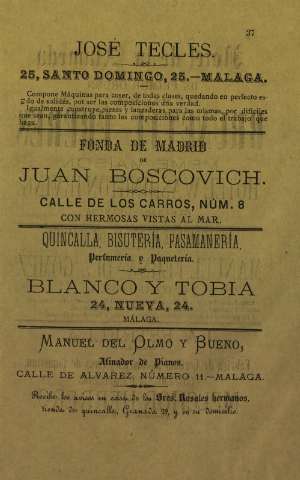 37
JOSÉ TECLES.
25, SANTO DOMINGO, 25.—MALAGA.
Compone Máquinas para coser, de todas clases, quedando en perfecto es-
tado de solidez, por ser las composiciones una verdad.
Igualmente construye piezas y lanzaderas para las mismas, por difíciles
que sean, garantizando tanto las composiciones como todo el trabajo que
haga.
FONDA DE MADRID
DE
JUAN BOSCOVICH.
CALLE DE LOS CARROS, NÚM. 8
CON HERMOSAS VISTAS AL MAR.
QUINCALLA, BISUTERÍA, PASAMANERÍA,
Perfumería y Paquetería.
DE
BLANCO Y TOBIA
24, NUEVA, 24.
MÁLAGA.
MANUEL DEL OLMO Y BUENO,
Afinador de Pianos.
CALLE DE ALVAREZ, NÚMERO 11.—MALAGA.
Recibe los avisos en casa de los Sres. Rosales hermanos,
tienda de quincalla, Granada y en su domicilio.